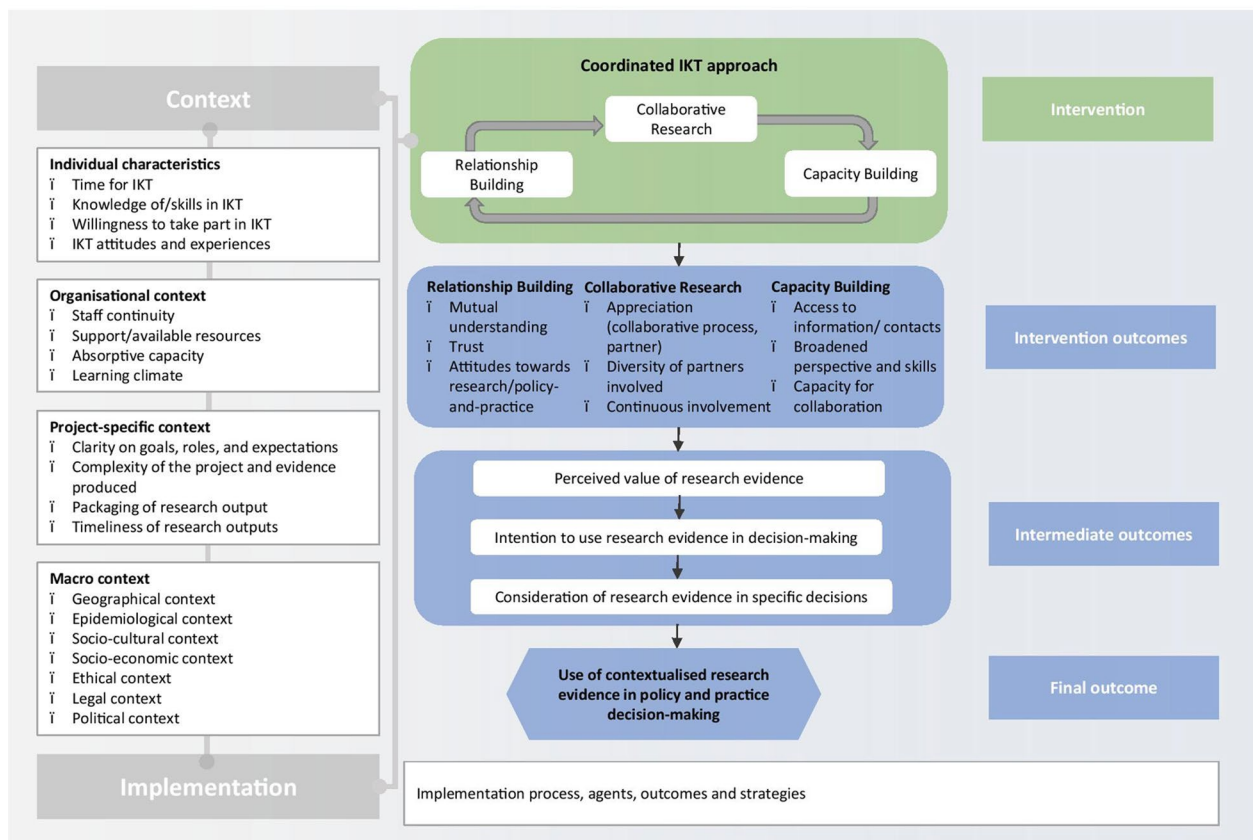 Context
Individual characteristics
ï Time for IKT
ï Knowledge of/skills in IKT
ï Willingness to take part in IKT
ï IKT attitudes and experiences
Organisational context
ï Staff continuity
ï Support/available resources
ï Absorptive capacity
ï Learning climate
Project-specific context
ï Clarity on goals, roles, and expectations
ï Complexity of the project and evidence
produced
ï Packaging of research output
ï Timeliness of research outputs
Macro context
ï Geographical context
ï Epidemiological context
ï Socio-cultural context
ï Socio-economic context
ï Ethical context
ï Legal context
ï Political context
Implementation
Coordinated IKT approach
Collaborative
Research
Relationship
Building
Capacity Building
Relationship Building
ï Mutual
understanding
ï Trust
ï Attitudes towards
research/policy-
and-practice
Collaborative Research
ï Appreciation
(collaborative process,
partner)
ï Diversity of partners
involved
ï Continuous involvement
Capacity Building
ï Access to
information/ contacts
ï Broadened
perspective and skills
ï Capacity for
collaboration
Perceived value of research evidence
Intention to use research evidence in decision-making
Consideration of research evidence in specific decisions
Use of contextualised research
evidence in policy and practice
decision-making
Implementation process, agents, outcomes and strategies
Intervention
Intervention outcomes
Intermediate outcomes
Final outcome